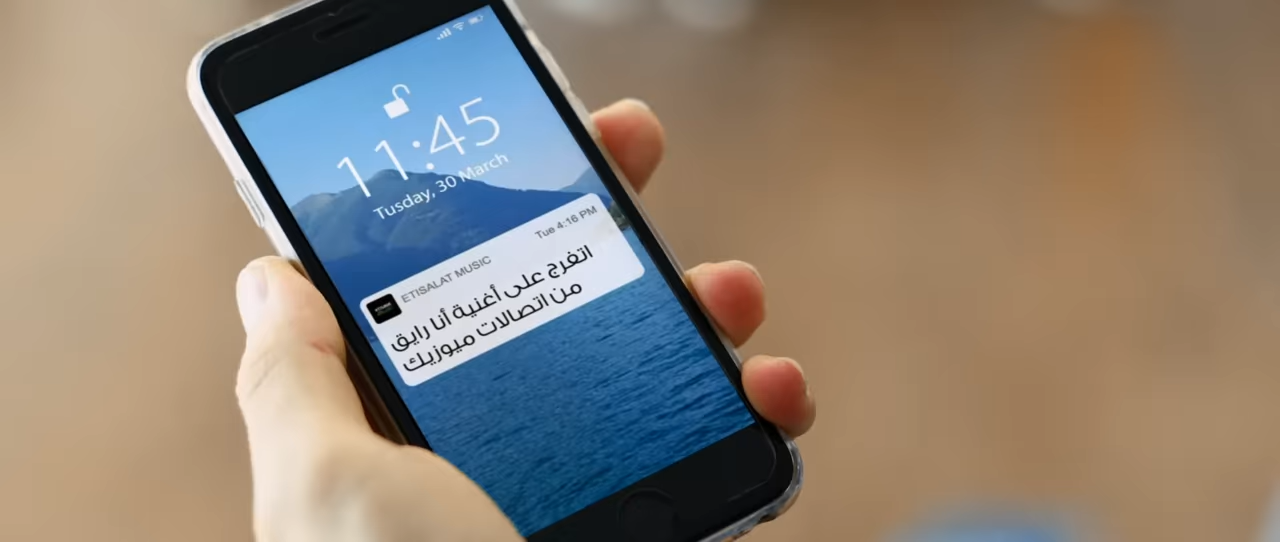 11:45
Tusday, 30 March
ETISALAT MUSIC
Tue 4:16 PM
اتفرج على أغنية أنا رايق
من اتصالات ميوزيك